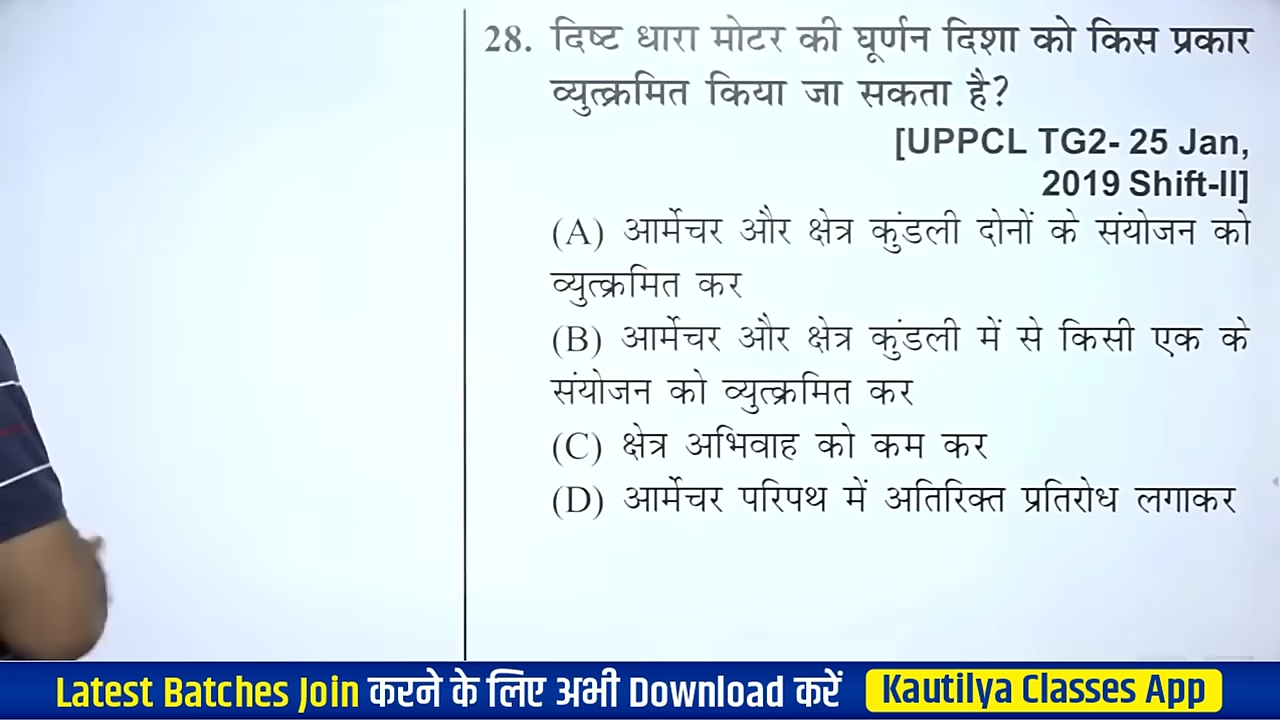 28. दिष्ट धारा मोटर की घूर्णन दिशा को किस प्रकार
व्युत्क्रमित किया जा सकता है?
[UPPCL TG2- 25 Jan,
2019 Shift-II]
(A) आर्मेचर और क्षेत्र कुंडली दोनों के संयोजन को
व्युत्क्रमित कर
(B) आर्मेचर और क्षेत्र कुंडली में से किसी एक के
संयोजन को व्युत्क्रमित कर
(C) क्षेत्र अभिवाह को कम कर
(D) आर्मेचर परिपथ में अतिरिक्त प्रतिरोध लगाकर
Latest Batches Join करने के लिए अभी Download करें Kautilya Classes App